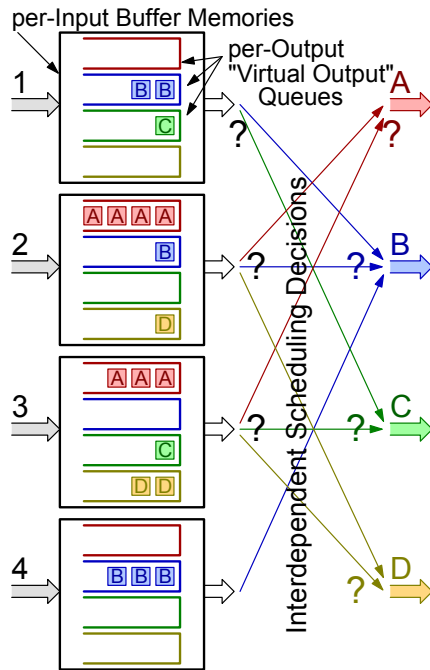 per-Input Buffer Memories
per-Output
"Virtual Output"
Queues
1
B B
C
?
A
?
2
A A A A
B
D
?
?
B
Interdependent Scheduling Decisions
3
A A A
C
D D
?
?
C
4
B B B
?
D